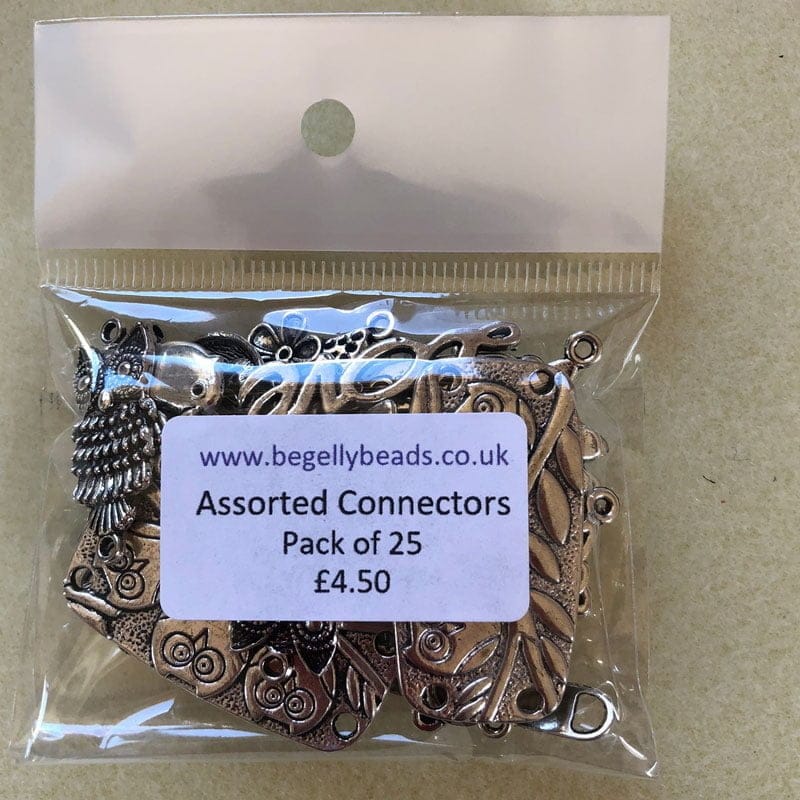 www.begellybeads.co.uk
Assorted Connectors
Pack of 25
£4.50